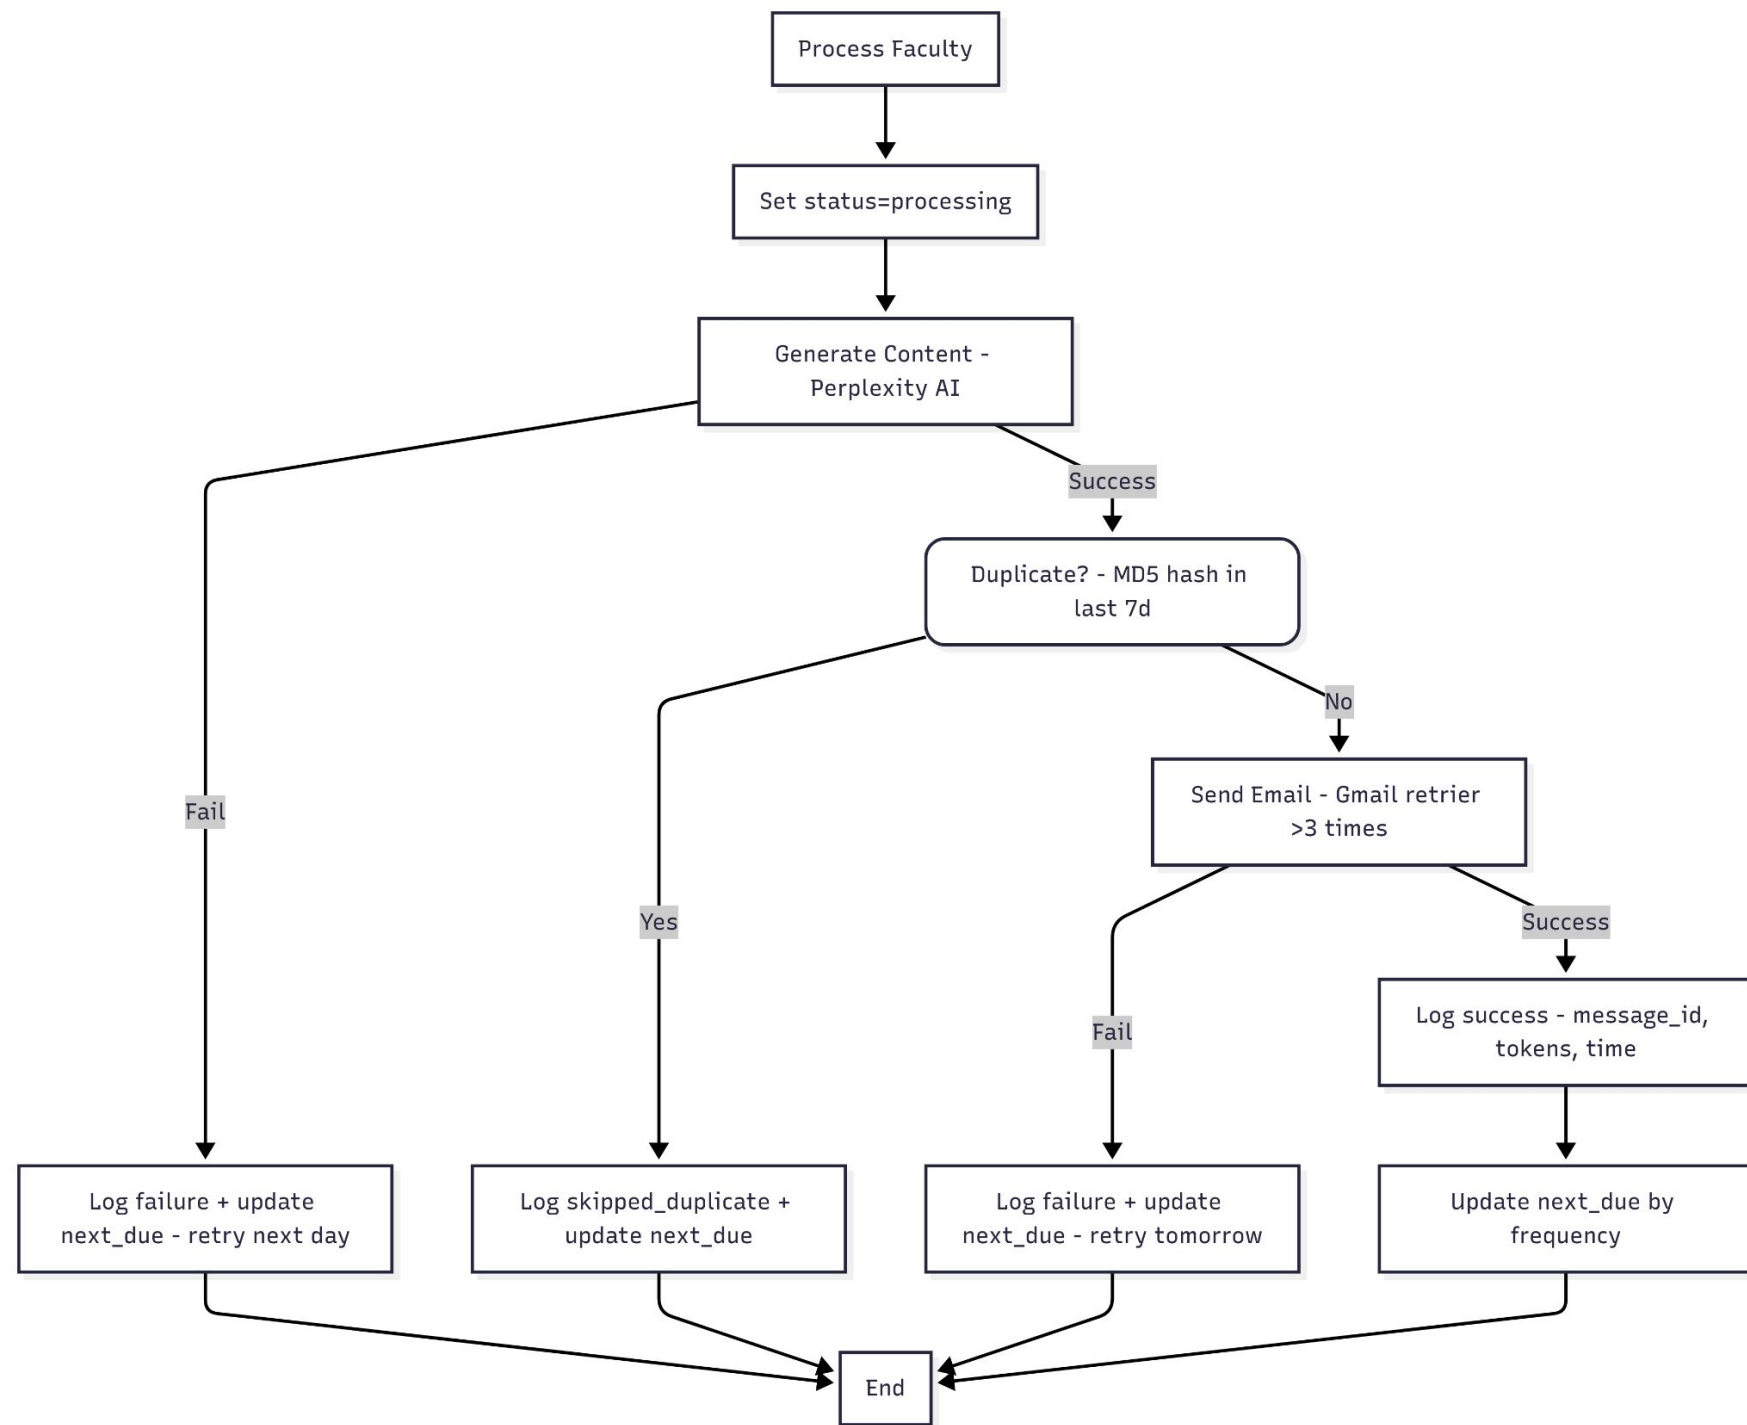 Process Faculty
Set status=processing
Generate Content -
Perplexity AI
Success
Duplicate? - MD5 hash in
last 7d
No
Send Email - Gmail retrier
>3 times
Fail
Yes
Success
Log success - message_id,
tokens, time
Fail
Log failure + update
next_due - retry next day
Log skipped_duplicate +
update next_due
Log failure + update
next_due - retry tomorrow
Update next_due by
frequency
End